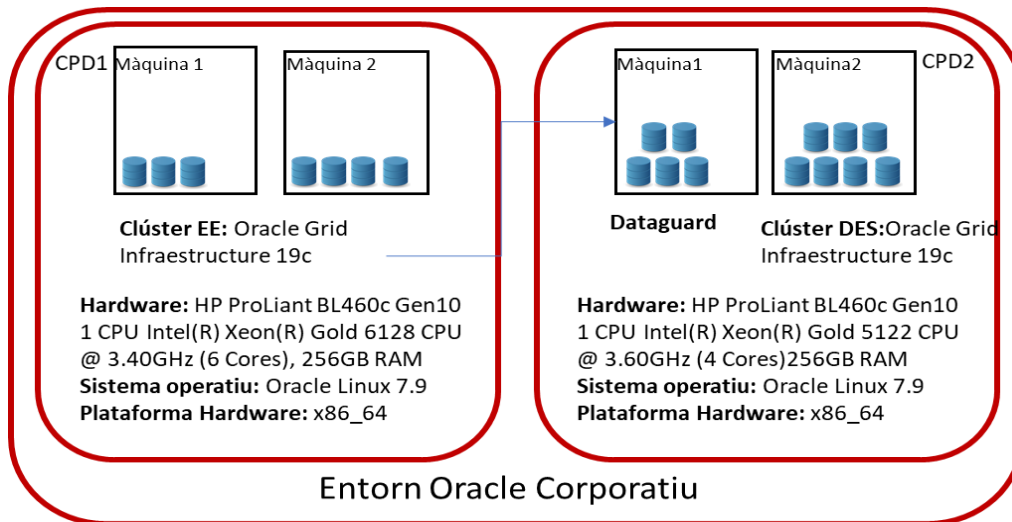 CPD1
Màquina 1
Màquina 2
Clúster EE: Oracle Grid
Infraestructure 19c
Hardware: HP ProLiant BL460c Gen10
1 CPU Intel(R) Xeon(R) Gold 6128 CPU
@ 3.40GHz (6 Cores), 256GB RAM
Sistema operatiu: Oracle Linux 7.9
Plataforma Hardware: x86_64
Màquina1
Màquina2
CPD2
Dataguard
Clúster DES:Oracle Grid
Infraestructure 19c
Hardware: HP ProLiant BL460c Gen10
1 CPU Intel(R) Xeon(R) Gold 5122 CPU
@ 3.60GHz (4 Cores)256GB RAM
Sistema operatiu: Oracle Linux 7.9
Plataforma Hardware: x86_64
Entorn Oracle Corporatiu